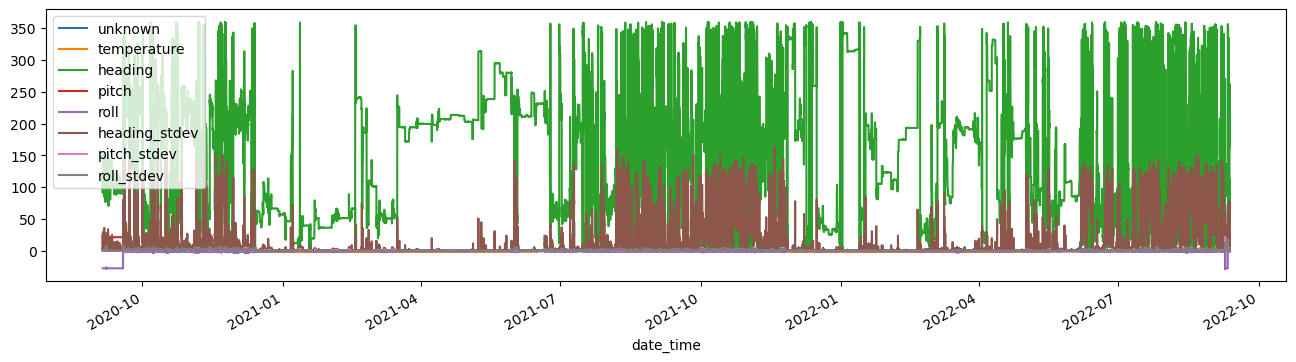 350
300
250
200
150
100
50
0
unknown
temperature
heading
pitch
roll
heading_stdev
pitch_stdev
roll_stdev
2020-10
2021-01
2021-04
2021-07
2021-10
2022-01
2022-04
2022-07
2022-10
date_time